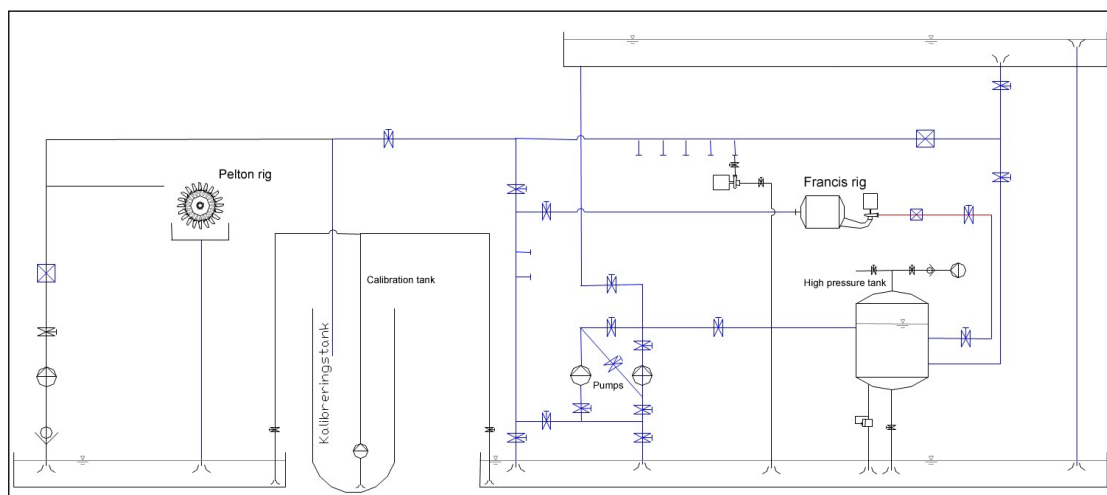 Pelton rig
Francis rig
Calibration tank
High pressure tank
Kalibreringstank
Pumps